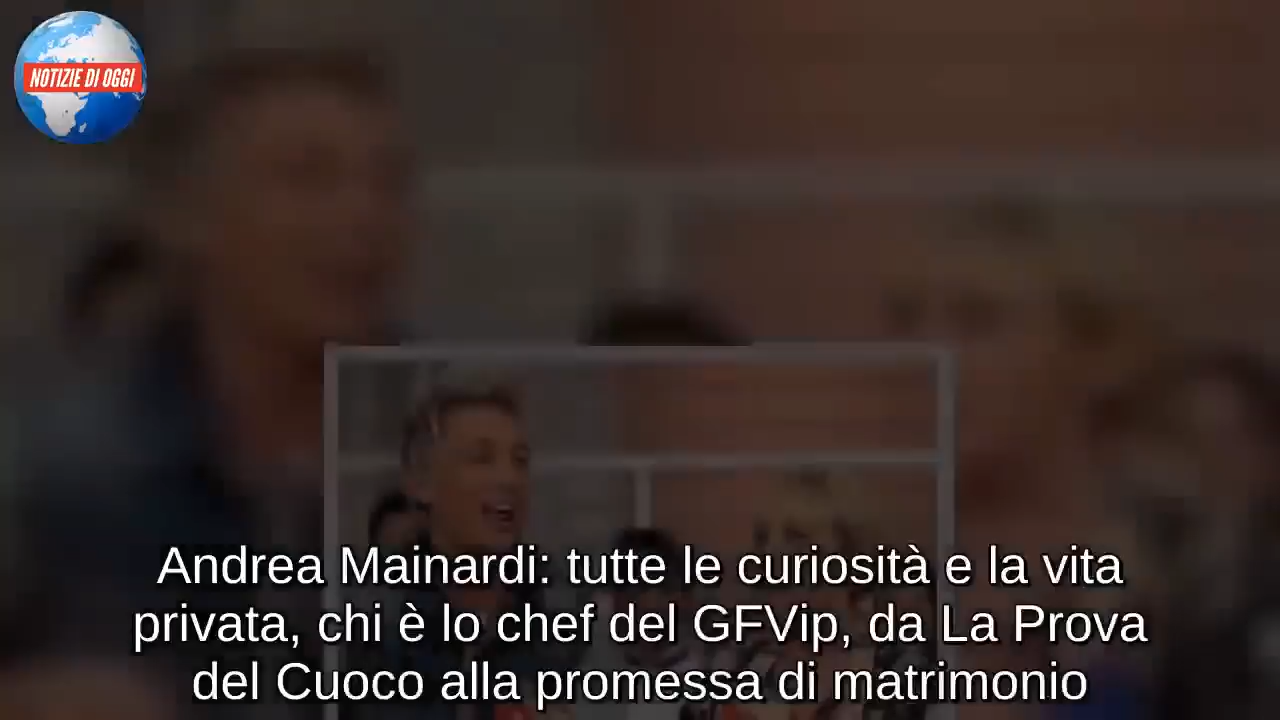 NOTIZIE DI OGGI
Andrea Mainardi: tutte le curiosità e la vita
privata, chi è lo chef del GFVip, da La Prova
del Cuoco alla promessa di matrimonio